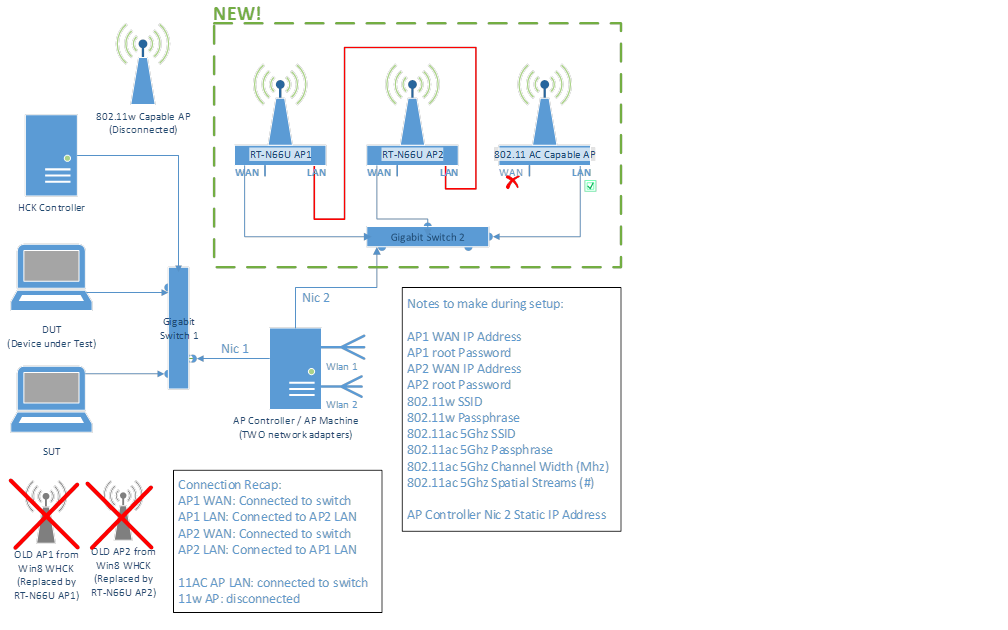 NEW!
802.11w Capable AP
(Disconnected)
RT-N66U AP1
WAN
LAN
RT-N66U AP2
WAN
LAN
802.11 AC Capable AP
WAN
LAN
HCK Controller
Gigabit Switch 2
DUT
(Device under Test)
Gigabit
Switch 1
Nic 2
Nic 1
Wlan 1
Wlan 2
AP Controller / AP Machine
(TWO network adapters)
SUT
Notes to make during setup:
AP1 WAN IP Address
AP1 root Password
AP2 WAN IP Address
AP2 root Password
802.11w SSID
802.11w Passphrase
802.11ac 5Ghz SSID
802.11ac 5Ghz Passphrase
802.11ac 5Ghz Channel Width (Mhz)
802.11ac 5Ghz Spatial Streams (#)
AP Controller Nic 2 Static IP Address
OLD AP1 from
Win8 WHCK
(Replaced by
RT-N66U AP1)
OLD AP2 from
Win8 WHCK
(Replaced by
RT-N66U AP2)
Connection Recap:
AP1 WAN: Connected to switch
AP1 LAN: Connected to AP2 LAN
AP2 WAN: Connected to switch
AP2 LAN: Connected to AP1 LAN
11AC AP LAN: connected to switch
11w AP: disconnected